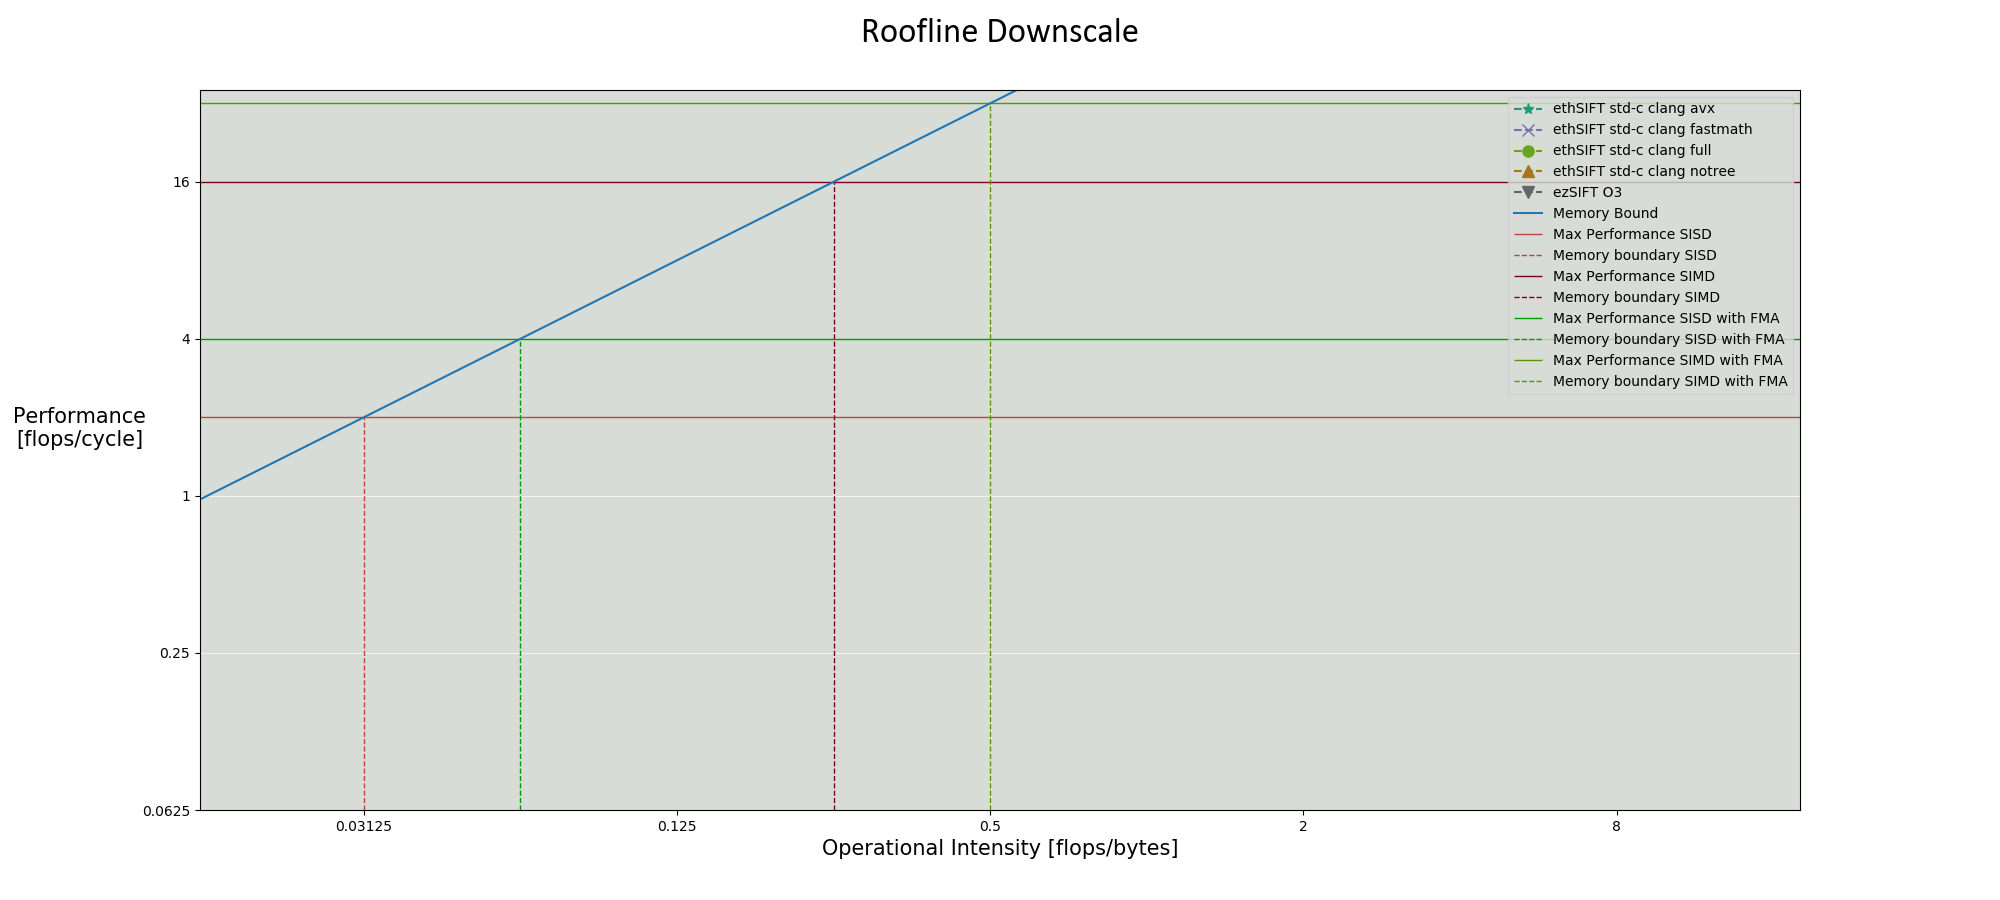 Roofline Downscale
ethSIFT std-c clang avx
ethSIFT std-c clang fastmath
ethSIFT std-c clang full
ethSIFT std-c clang notree
ezSIFT O3
Memory Bound
Max Performance SISD
Memory boundary SISD
Max Performance SIMD
Memory boundary SIMD
Max Performance SISD with FMA
Memory boundary SISD with FMA
Max Performance SIMD with FMA
Memory boundary SIMD with FMA
16
4
Performance
[flops/cycle]
1
0.25
0.0625
0.03125
0.125
0.5
2
8
Operational Intensity [flops/bytes]